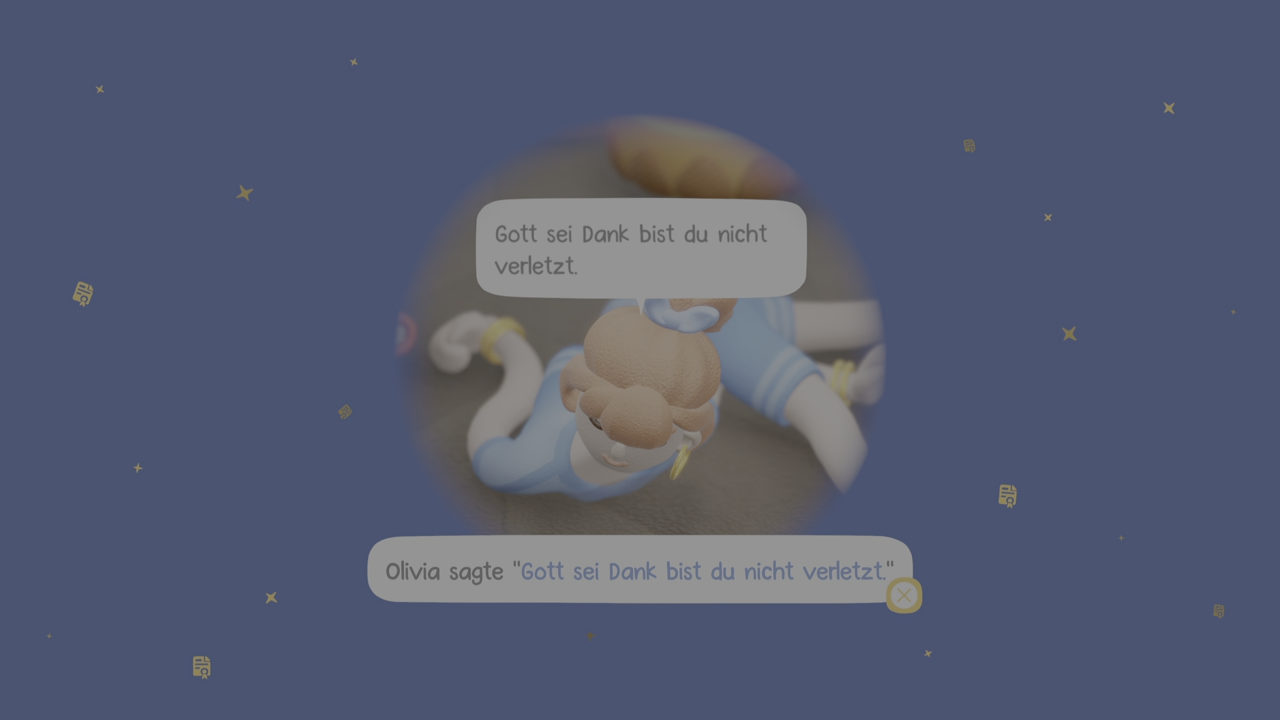 Gott sei Dank bist du nicht
verletzt.
Olivia sagte "Gott sei Dank bist du nicht verletzt."